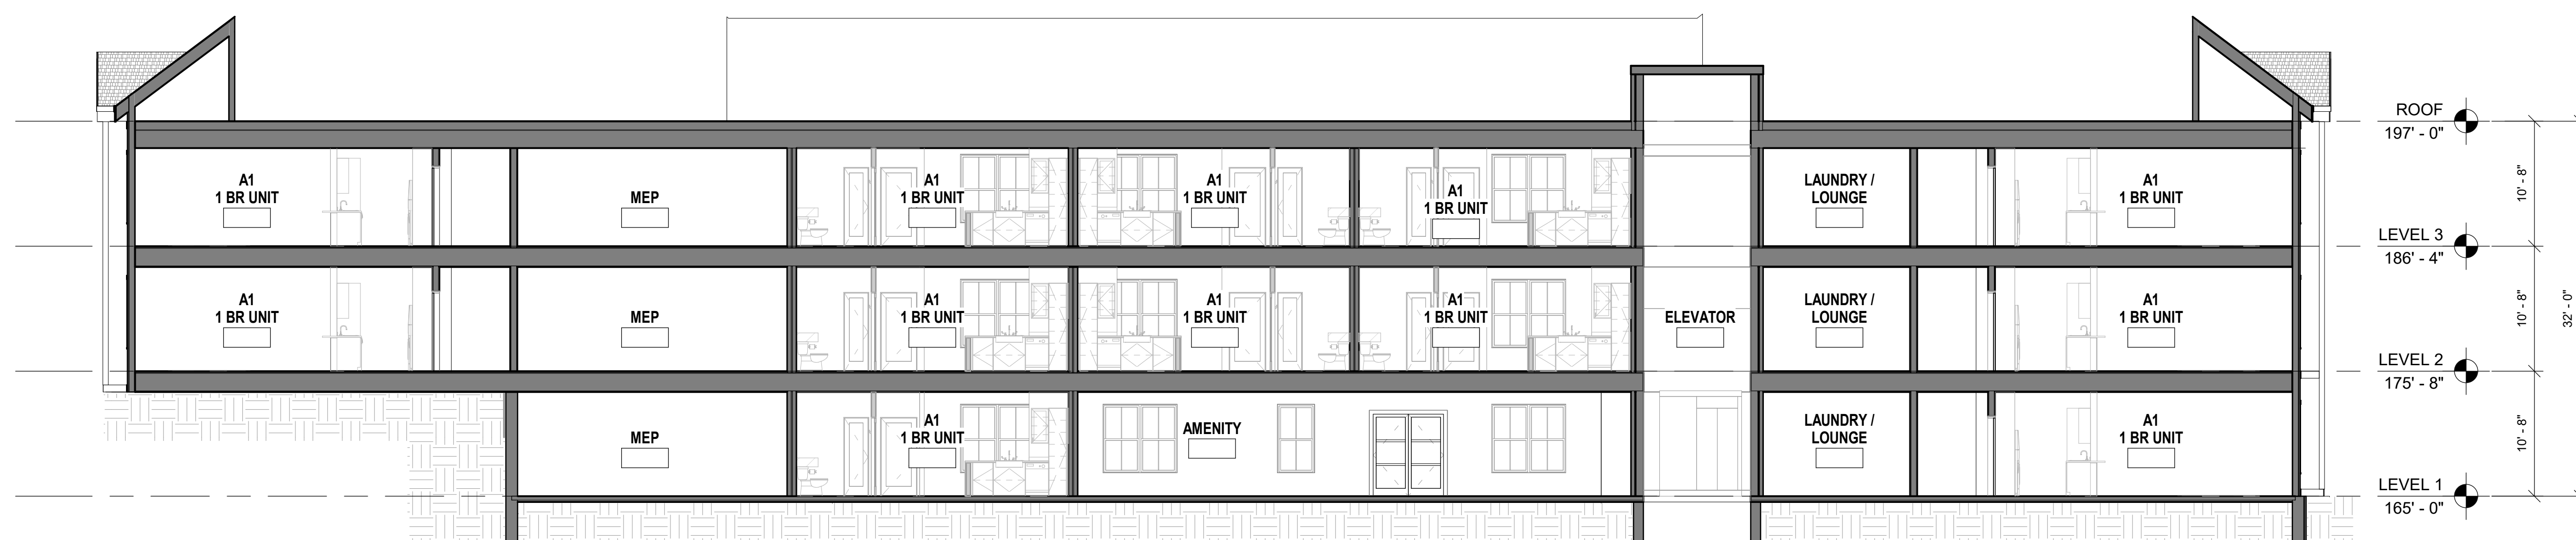 ROOF
197' - 0"
A1
1 BR UNIT
MEP
A1
1 BR UNIT
A1
1 BR UNIT
A1
1 BR UNIT
LAUNDRY /
LOUNGE
A1
1 BR UNIT
10' - 8"
LEVEL 3
186' - 4"
A1
1 BR UNIT
MEP
A1
1 BR UNIT
A1
1 BR UNIT
A1
1 BR UNIT
ELEVATOR
LAUNDRY /
LOUNGE
A1
1 BR UNIT
10' - 8"
32' - 0"
LEVEL 2
175' - 8"
MEP
A1
1 BR UNIT
AMENITY
LAUNDRY /
LOUNGE
A1
1 BR UNIT
10' - 8"
LEVEL 1
165' - 0"